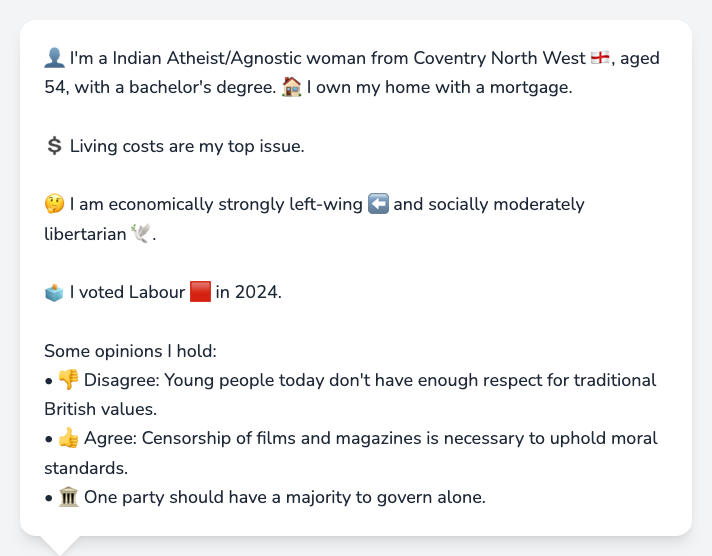 👤 I'm a Indian Atheist/Agnostic woman from Coventry North West 🏴󠁧󠁢󠁥󠁮󠁧󠁿, aged
54, with a bachelor's degree. 🏠 I own my home with a mortgage.
💲 Living costs are my top issue.
🤔 I am economically strongly left-wing ⬅️ and socially moderately
libertarian 🕊️.
🗳️ I voted Labour 🟥 in 2024.
Some opinions I hold:
• 👎 Disagree: Young people today don't have enough respect for traditional
British values.
• 👍 Agree: Censorship of films and magazines is necessary to uphold moral
standards.
• 🏛️ One party should have a majority to govern alone.